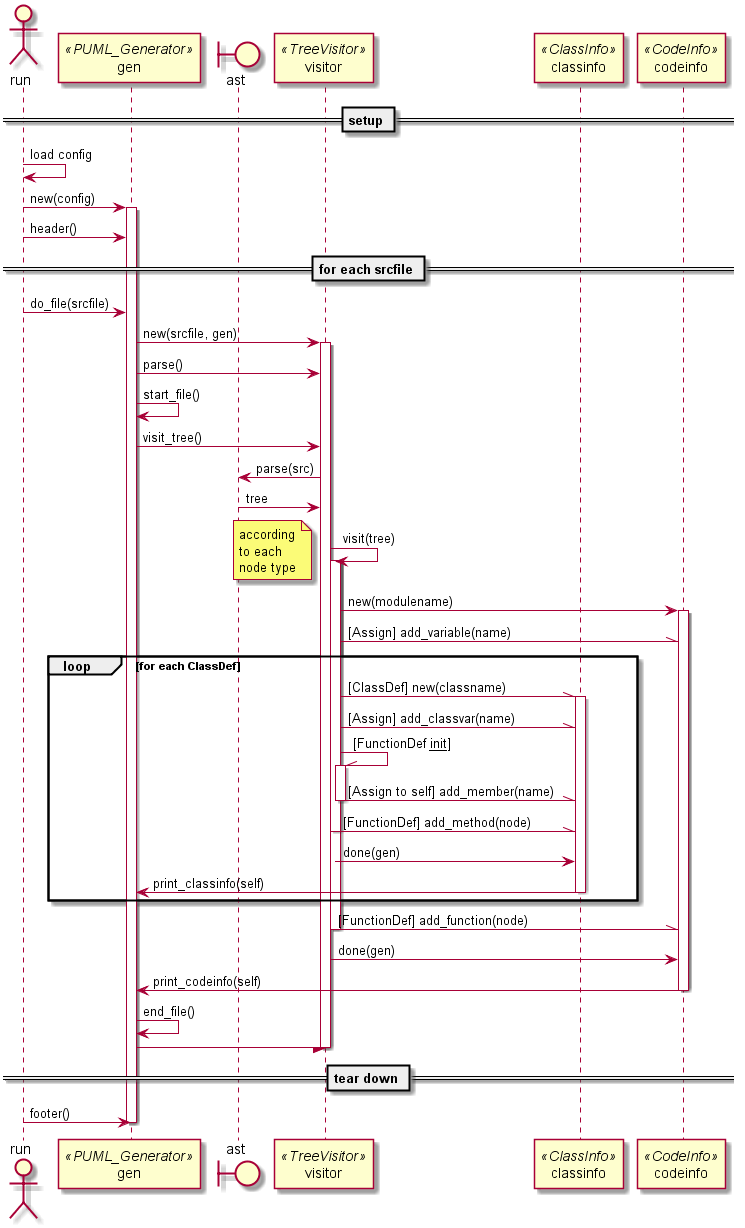 run
«PUML_Generator»
gen
ast
«TreeVisitor»
visitor
«ClassInfo»
classinfo
«CodeInfo»
codeinfo
setup
load config
new(config)
header()
for each srcfile
do_file(srcfile)
new(srcfile, gen)
parse()
start_file()
visit_tree()
parse(src)
tree
according
to each
node type
visit(tree)
new(modulename)
[Assign] add_variable(name)
loop
[for each ClassDef]
[ClassDef] new(classname)
[Assign] add_classvar(name)
[FunctionDef init]
[Assign to self] add_member(name)
[FunctionDef] add_method(node)
done(gen)
print_classinfo(self)
[FunctionDef] add_function(node)
done(gen)
print_codeinfo(self)
end_file()
tear down
footer()
run
«PUML_Generator»
gen
ast
«TreeVisitor»
visitor
«ClassInfo»
classinfo
«CodeInfo»
codeinfo